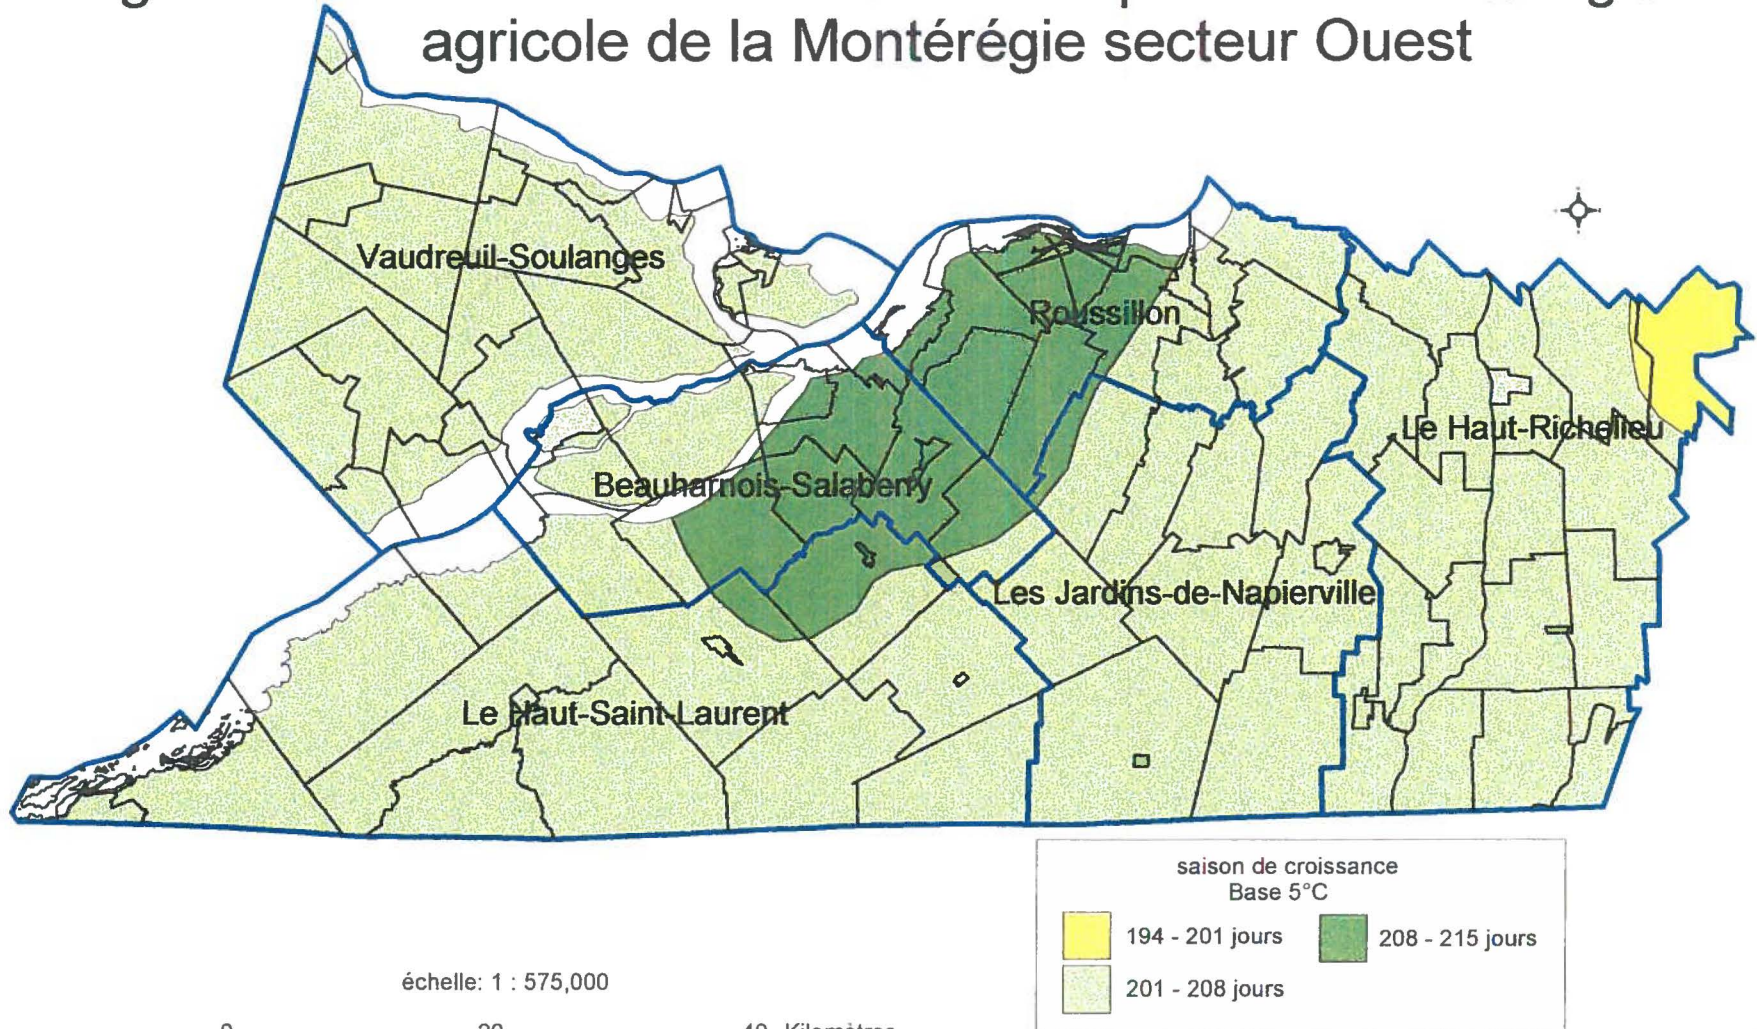 agricole de la Montérégie secteur Ouest
Vaudreuil-Soulanges
Roussillon
Le Haut-Richelieu
Beauharnois-Salaberry
Les Jardins-de-Napierville
Le Haut-Saint-Laurent
saison de croissance
Base 5°C
194 - 201 jours
208 - 215 jours
201 - 208 jours
échelle: 1 : 575,000
Kilomètres